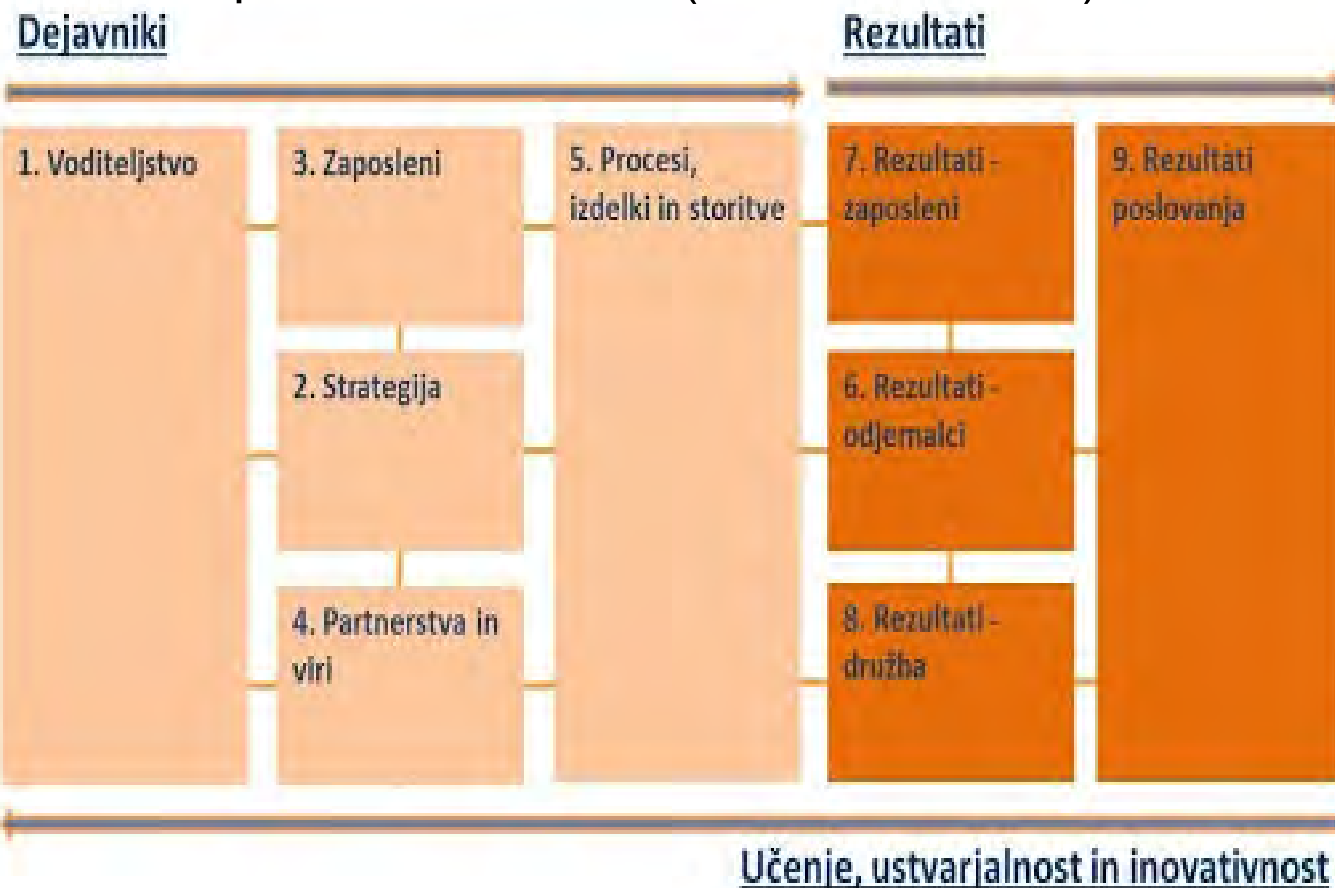 Dejavniki
Rezultati
1. Voditeljstvo
3. Zaposleni
2. Strategija
4. Partnerstva in
viri
5. Procesi,
izdelki in storitve
7. Rezultati -
zaposleni
6. Rezultati -
odjemalci
8. Rezultati -
družba
9. Rezultati
poslovanja
Učenje, ustvarjalnost in inovativnost